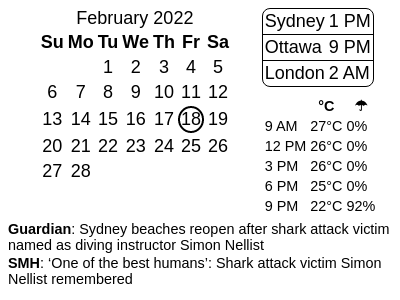 February 2022
Su Mo Tu We Th Fr Sa
1 2 3 4 5
6 7 8 9 10 11 12
13 14 15 16 17 18 19
20 21 22 23 24 25 26
27 28
Sydney 1 PM
Ottawa 9 PM
London 2 AM
°C ☂
9 AM 27°C 0%
12 PM 26°C 0%
3 PM 26°C 0%
6 PM 25°C 0%
9 PM 22°C 92%
Guardian: Sydney beaches reopen after shark attack victim
named as diving instructor Simon Nellist
SMH: ‘One of the best humans’: Shark attack victim Simon
Nellist remembered